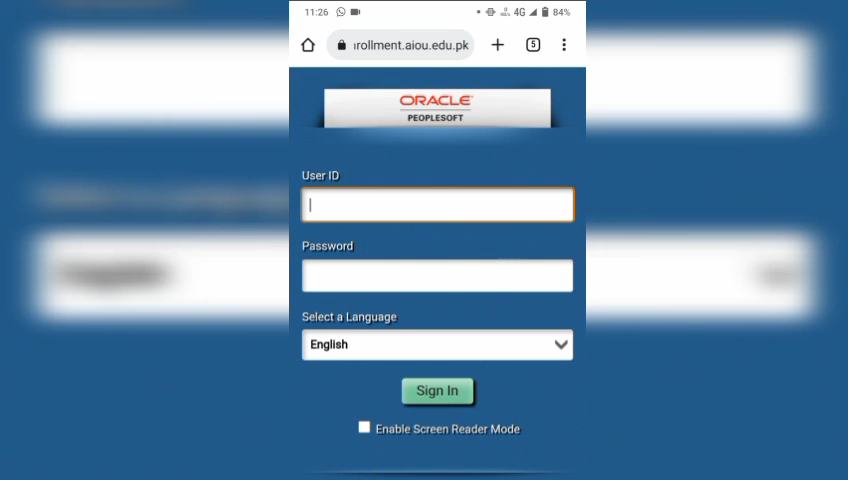 11:26 4G 84%
rollment.aiou.edu.pk 5
ORACLE
PEOPLESOFT
User ID
Password
Select a Language
English
Sign In
Enable Screen Reader Mode